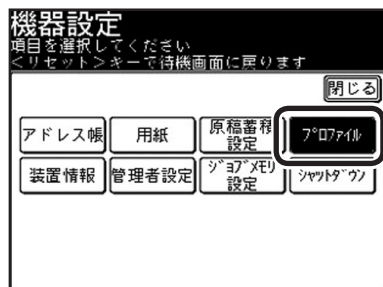 機器設定
項目を選択してください
<リセット>キーで待機画面に戻ります
閉じる
アドレス帳 用紙 原稿蓄積 ﾌﾟﾛﾌｧｲﾙ
設定
装置情報 管理者設定 ｼﾞｮﾌﾞﾒﾓﾘ ｼｬｯﾄﾀﾞｳﾝ
設定